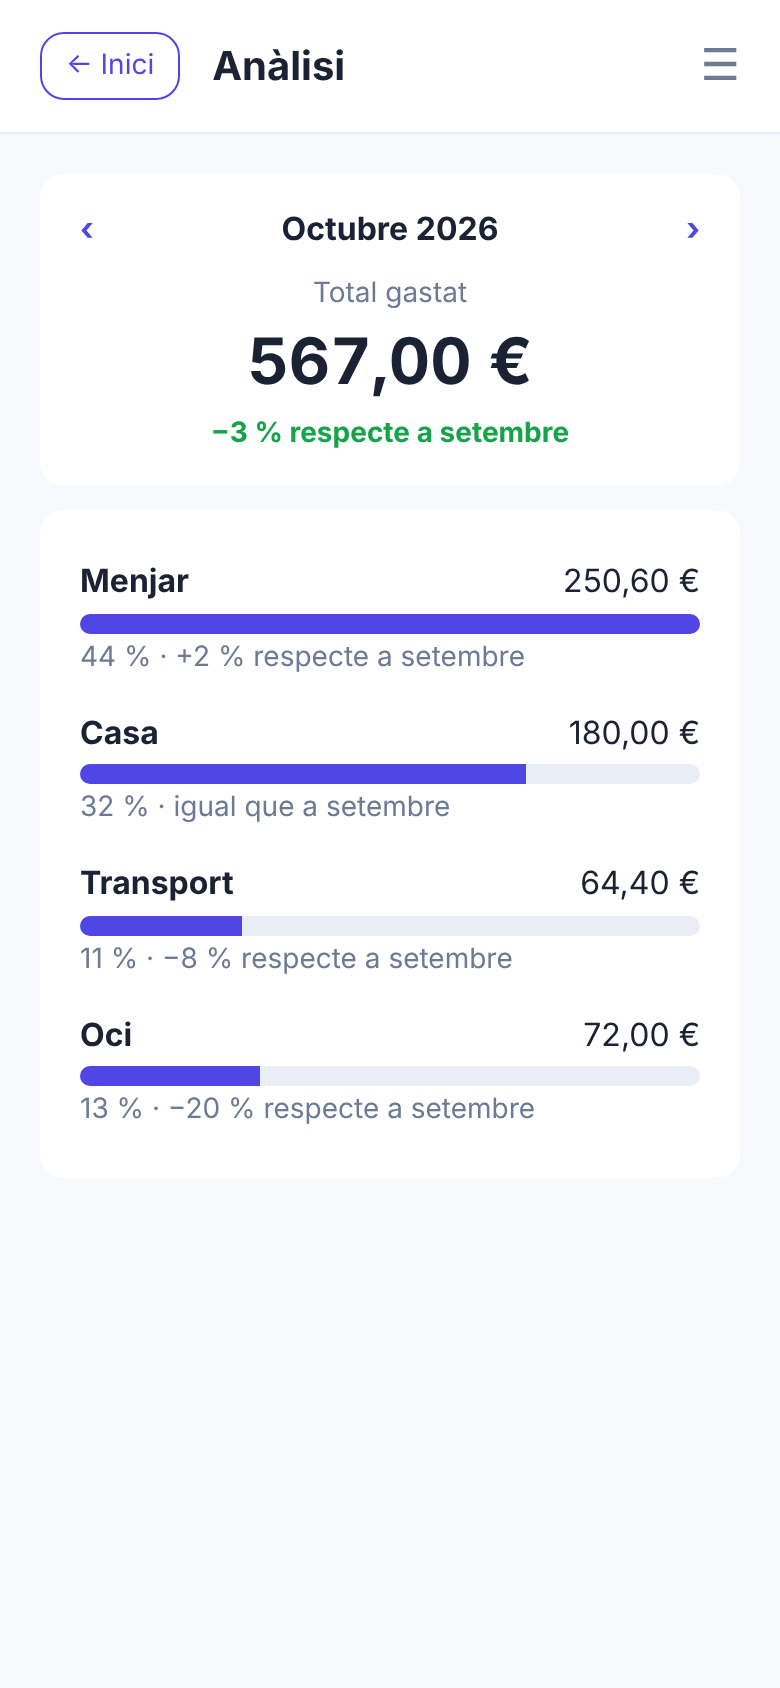 ← Inici Anàlisi ☰
‹ Octubre 2026 ›
Total gastat
567,00 €
−3 % respecte a setembre
Menjar 250,60 €
44 % · +2 % respecte a setembre
Casa 180,00 €
32 % · igual que a setembre
Transport 64,40 €
11 % · −8 % respecte a setembre
Oci 72,00 €
13 % · −20 % respecte a setembre